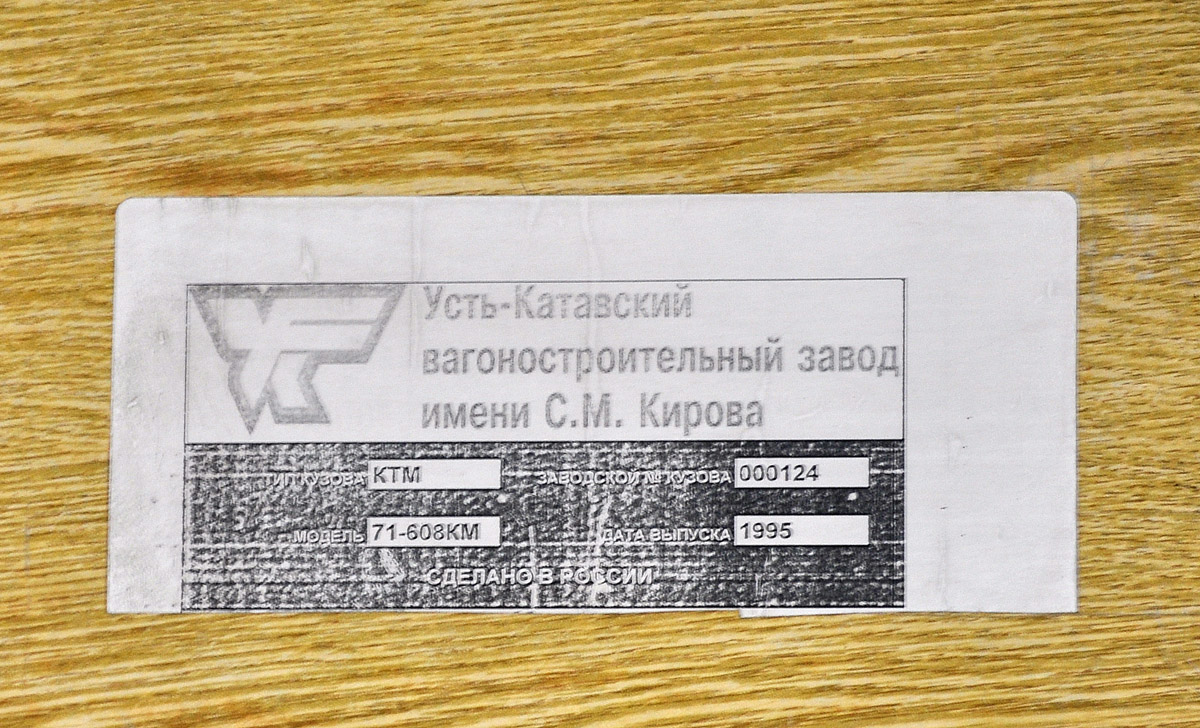 Усть-Катавский
вагоностроительный завод
имени С.М. Кирова
ТИП КУЗОВА КТМ ЗАВОДСКОЙ № КУЗОВА 000124
МОДЕЛЬ 71-608КМ ДАТА ВЫПУСКА 1995
СДЕЛАНО В РОССИИ